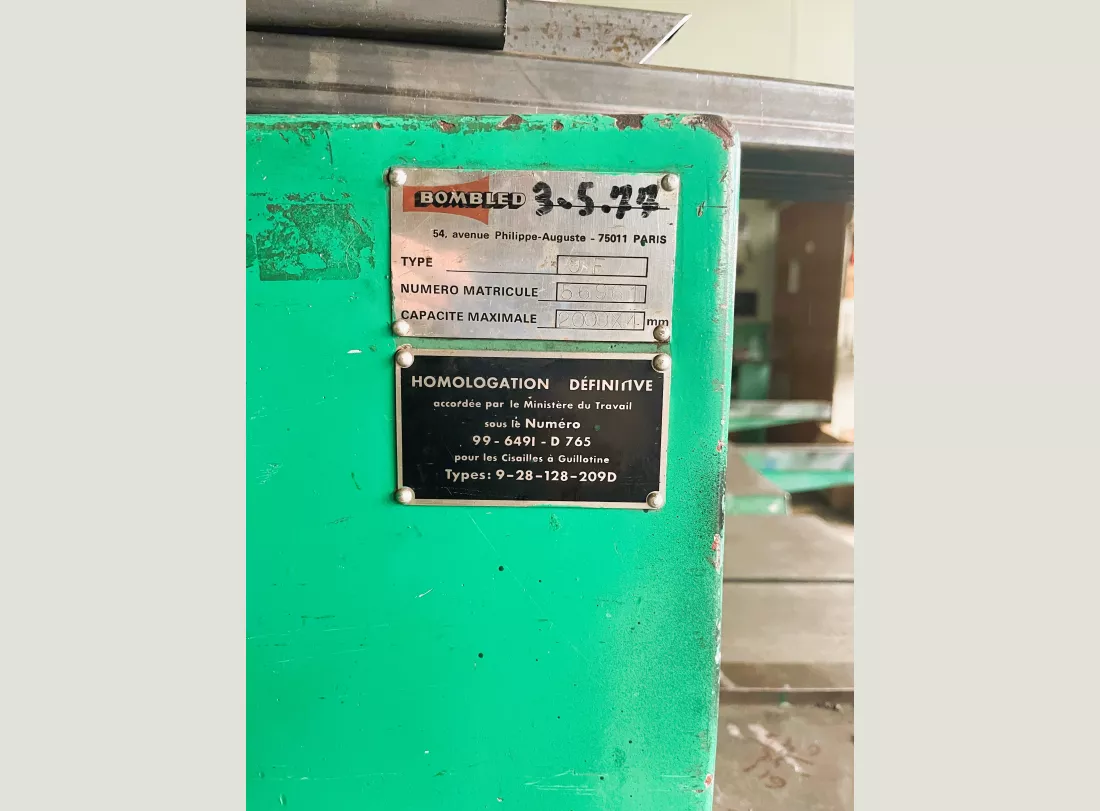 BOMBLED 3.5.77
54, avenue Philippe-Auguste - 75011 PARIS
TYPE
NUMERO MATRICULE
CAPACITE MAXIMALE 2000X4 mm
HOMOLOGATION DÉFINITIVE
accordée par le Ministère du Travail
sous le Numéro
99-6491-D 765
pour les Cisailles à Guillotine
Types: 9-28-128-209D